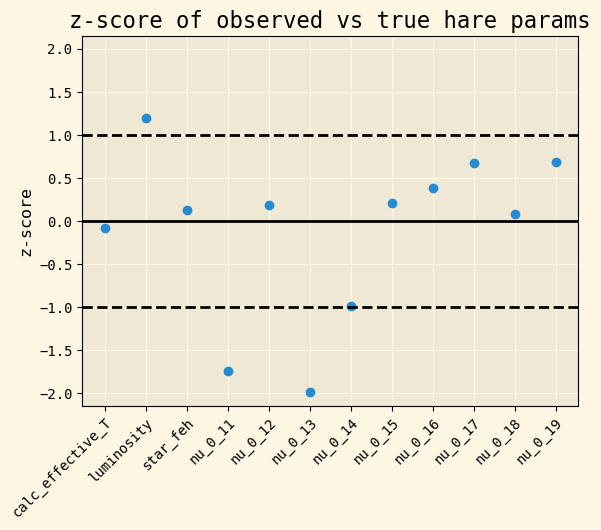 z-score of observed vs true hare params
z-score
2.0
1.5
1.0
0.5
0.0
−0.5
−1.0
−1.5
−2.0
calc_effective_T
luminosity
star_feh
nu_0_11
nu_0_12
nu_0_13
nu_0_14
nu_0_15
nu_0_16
nu_0_17
nu_0_18
nu_0_19